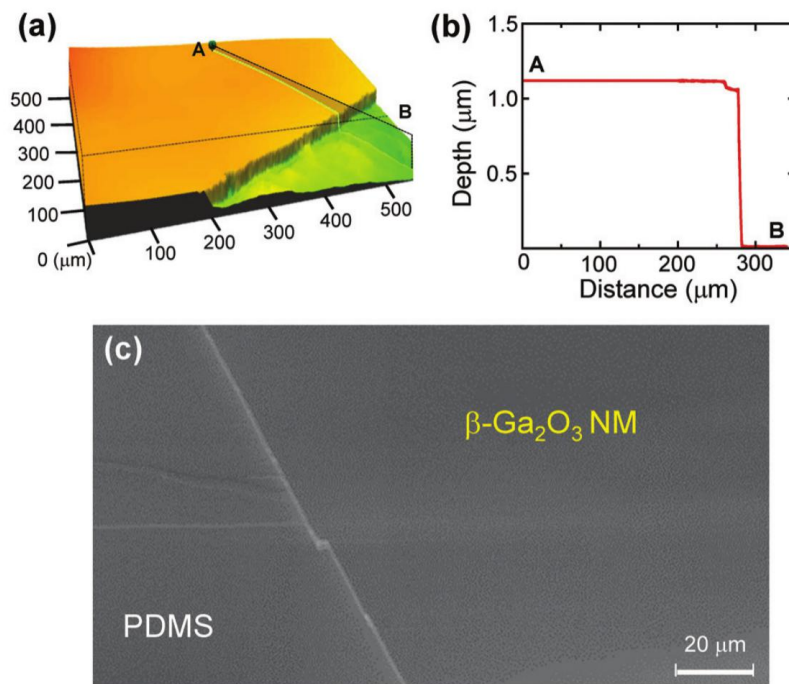 (a)
A
B
500
400
300
200
100
0 (μm)
100
200
300
400
500
(b)
1.5
1.0
0.5
A
B
Depth (μm)
0
100
200
300
Distance (μm)
(c)
β-Ga₂O₃ NM
PDMS
20 μm